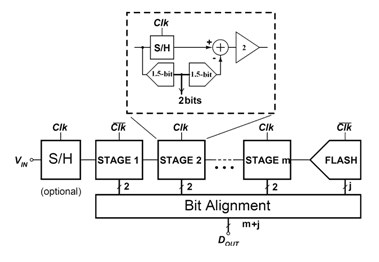 Clk
S/H
1.5-bit
1.5-bit
+
-
2
2bits
Clk
Clk
Clk
Clk
Clk
V_IN
S/H
STAGE 1
STAGE 2
...
STAGE m
FLASH
(optional)
2
2
2
j
Bit Alignment
m+j
D_OUT